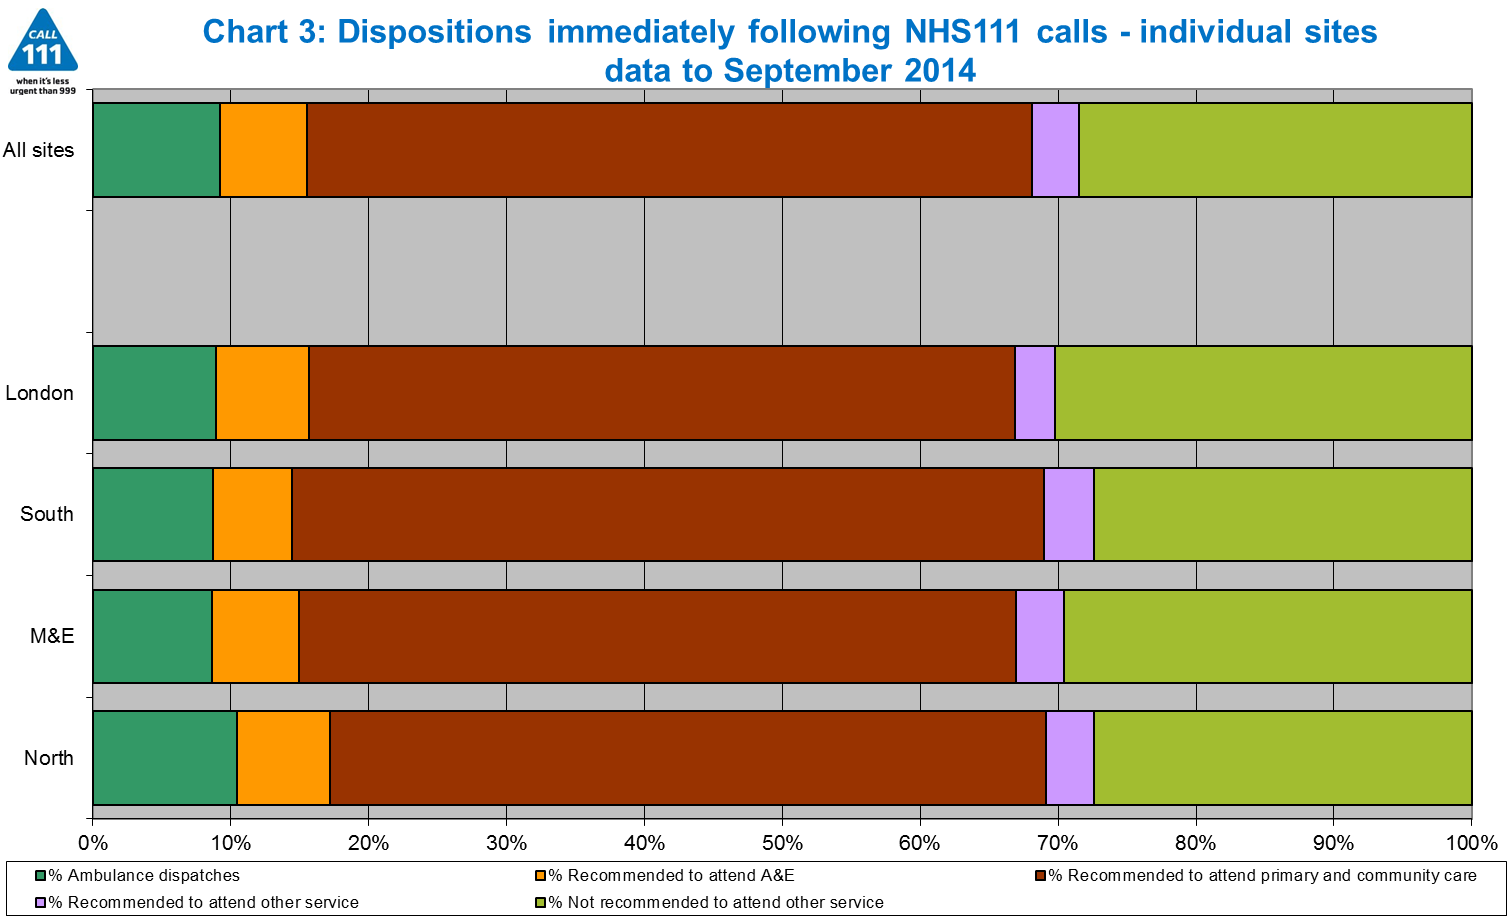 CALL
111
when it's less
urgent than 999
Chart 3: Dispositions immediately following NHS111 calls - individual sites
data to September 2014
All sites
London
South
M&E
North
0% 10% 20% 30% 40% 50% 60% 70% 80% 90% 100%
% Ambulance dispatches % Recommended to attend A&E % Recommended to attend primary and community care
% Recommended to attend other service % Not recommended to attend other service